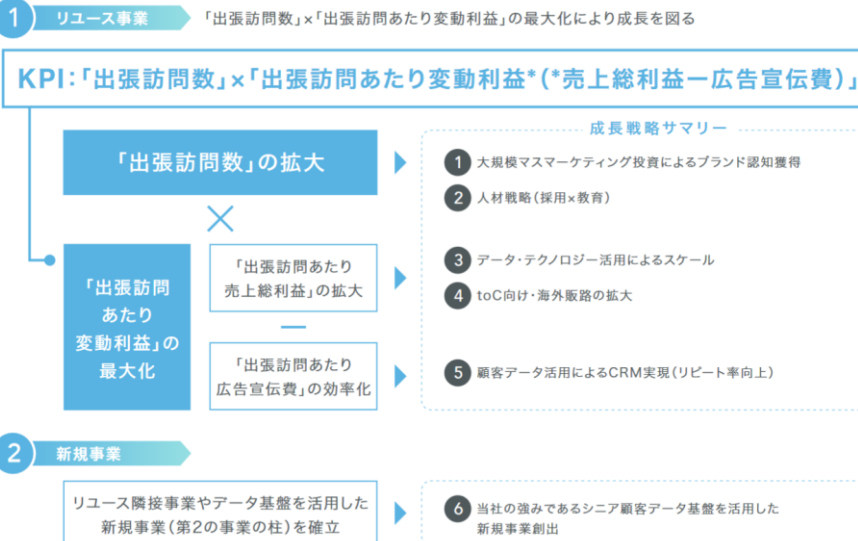 1 リユース事業 「出張訪問数」×「出張訪問あたり変動利益」の最大化により成長を図る
KPI:「出張訪問数」×「出張訪問あたり変動利益*(*売上総利益ー広告宣伝費)」
成長戦略サマリー
「出張訪問数」の拡大
1 大規模マスマーケティング投資によるブランド認知獲得
2 人材戦略(採用×教育)
×
「出張訪問
あたり
変動利益」の
最大化
「出張訪問あたり
売上総利益」の拡大
3 データ・テクノロジー活用によるスケール
4 toC向け・海外販路の拡大
ー
「出張訪問あたり
広告宣伝費」の効率化
5 顧客データ活用によるCRM実現(リピート率向上)
2 新規事業
リユース隣接事業やデータ基盤を活用した
新規事業(第2の事業の柱)を確立
6 当社の強みであるシニア顧客データ基盤を活用した
新規事業創出